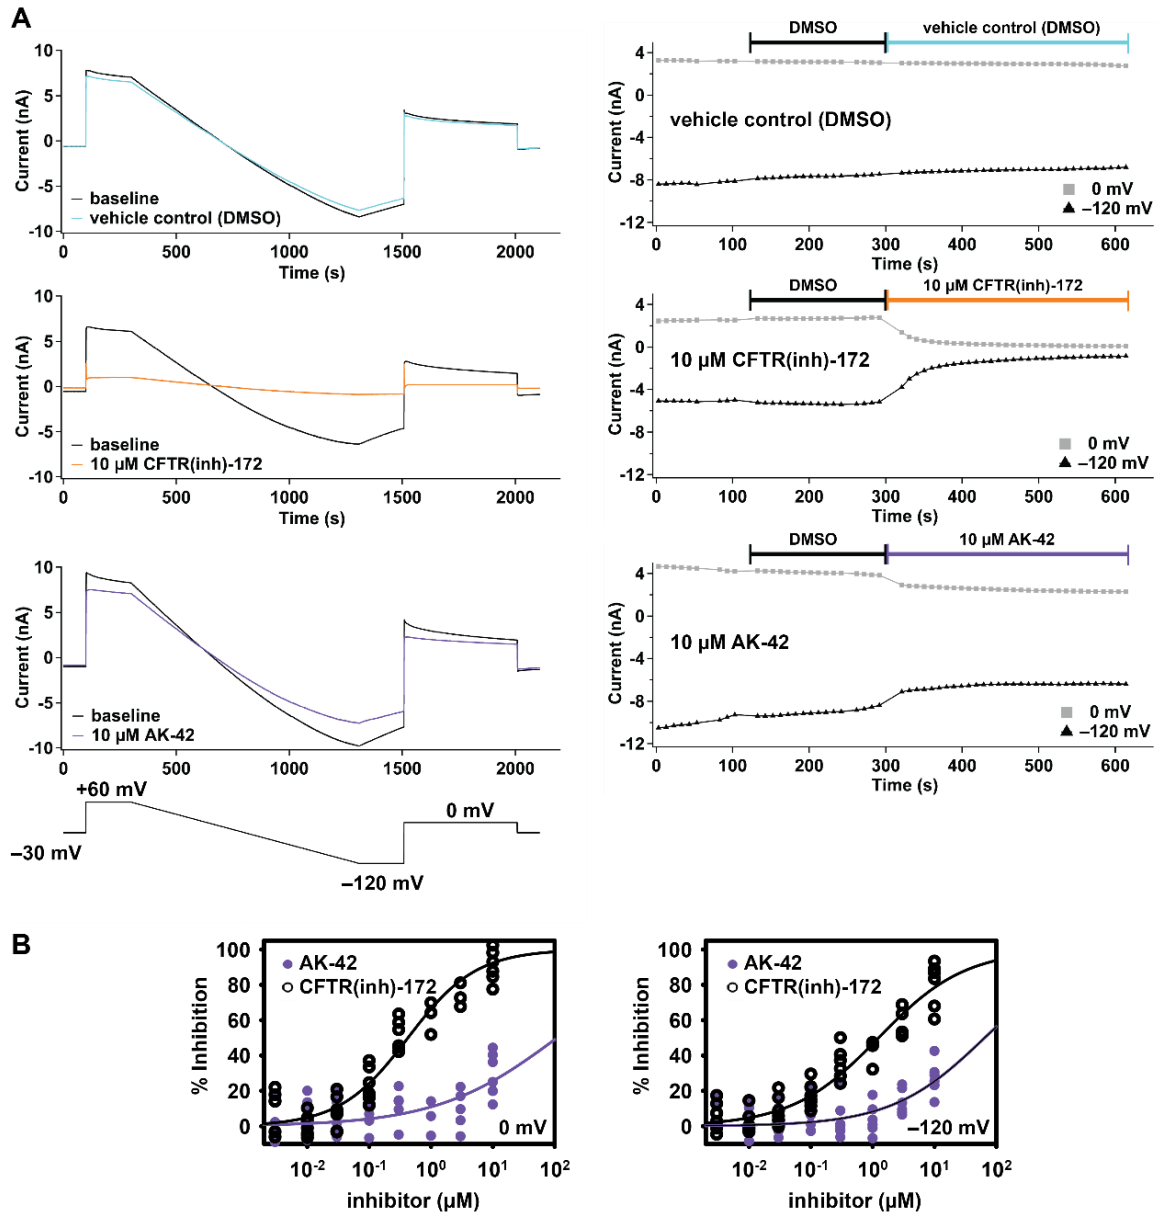 A
Current (nA)
10
5
0
-5
-10
baseline
vehicle control (DMSO)
0
500
1000
1500
2000
Time (s)
DMSO
vehicle control (DMSO)
Current (nA)
4
0
-4
-8
-12
vehicle control (DMSO)
0 mV
–120 mV
0
100
200
300
400
500
600
Time (s)
Current (nA)
10
5
0
-5
-10
baseline
10 µM CFTR(inh)-172
0
500
1000
1500
2000
Time (s)
DMSO
10 µM CFTR(inh)-172
Current (nA)
4
0
-4
-8
-12
10 µM CFTR(inh)-172
0 mV
–120 mV
0
100
200
300
400
500
600
Time (s)
Current (nA)
10
5
0
-5
-10
baseline
10 µM AK-42
0
500
1000
1500
2000
Time (s)
DMSO
10 µM AK-42
Current (nA)
4
0
-4
-8
-12
10 µM AK-42
0 mV
–120 mV
0
100
200
300
400
500
600
Time (s)
+60 mV
0 mV
–30 mV
–120 mV
B
% Inhibition
100
80
60
40
20
0
AK-42
CFTR(inh)-172
0 mV
10-2
10-1
100
101
102
inhibitor (µM)
% Inhibition
100
80
60
40
20
0
AK-42
CFTR(inh)-172
–120 mV
10-2
10-1
100
101
102
inhibitor (µM)